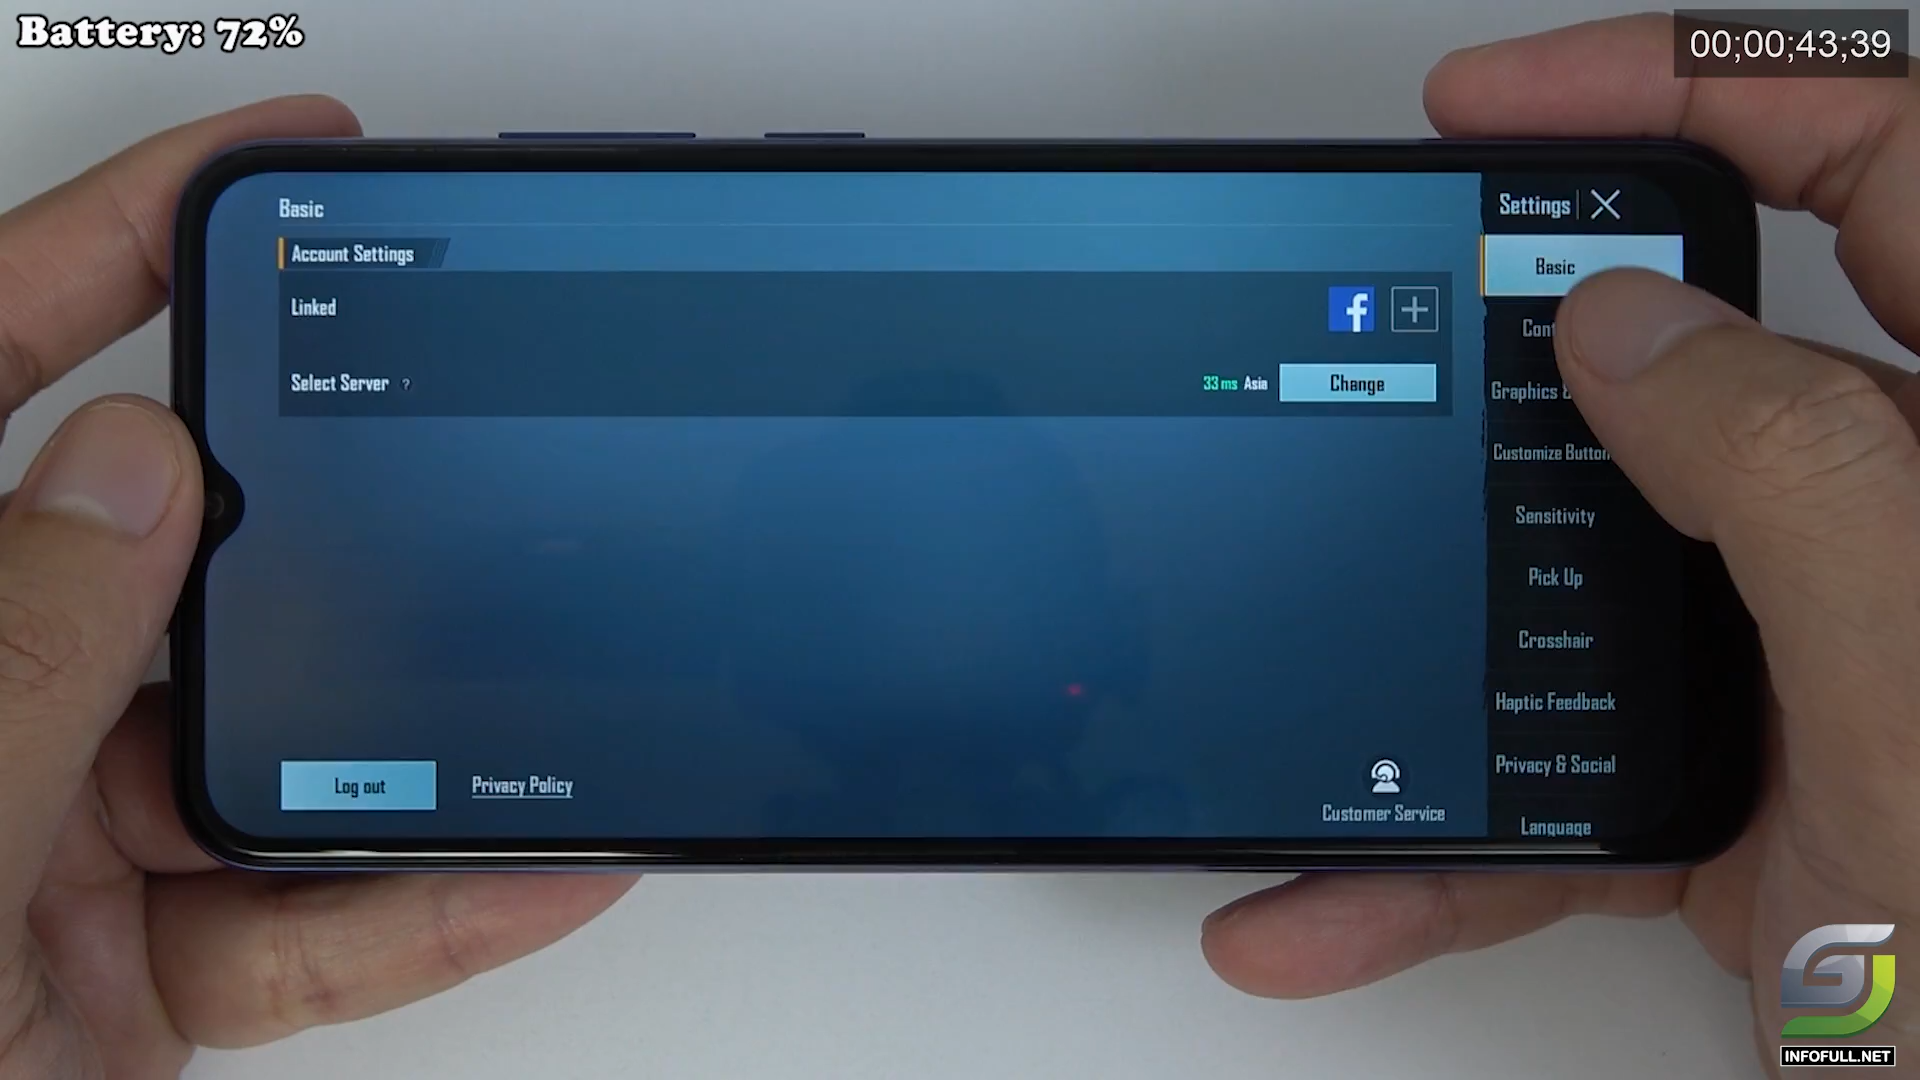 Battery: 72%
00;00;43;39
Basic
Settings
Account Settings
Basic
Linked
Select Server ?
33 ms Asia
Change
Graphics
Customize Button
Sensitivity
Pick Up
Crosshair
Haptic Feedback
Privacy & Social
Language
Log out
Privacy Policy
Customer Service
INFOFULL.NET